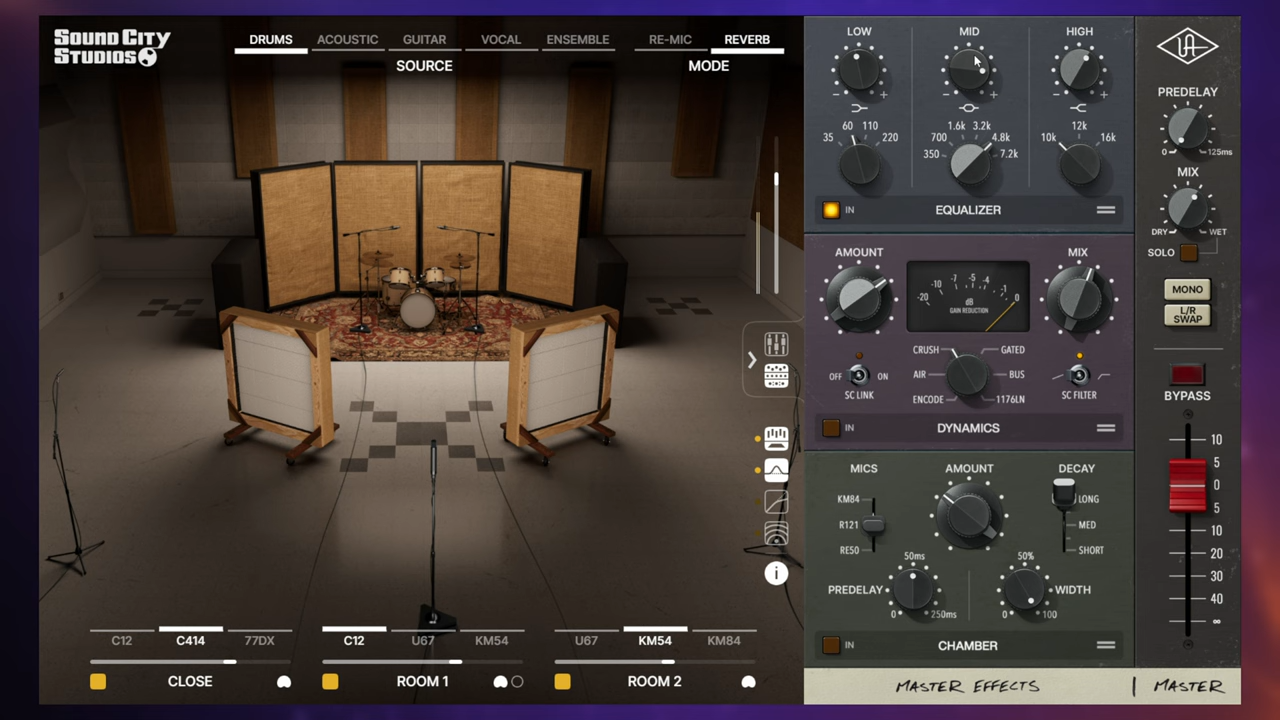 SOUND CITY
STUDIOS
DRUMS ACOUSTIC GUITAR VOCAL ENSEMBLE RE-MIC REVERB
SOURCE MODE
C12 C414 77DX C12 U67 KM54 U67 KM54 KM84
CLOSE ROOM 1 ROOM 2
i
LOW MID HIGH
- + - + - +
35 60 110 220
350 700 1.6k 3.2k 4.8k 7.2k
10k 12k 16k
IN EQUALIZER
AMOUNT MIX
-20 -10 -7 -5 -4 -1 0
dB
GAIN REDUCTION
CRUSH GATED
AIR BUS
ENCODE 1176LN
OFF ON
SC LINK SC FILTER
IN DYNAMICS
MICS AMOUNT DECAY
KM84 LONG
R121 MED
RE50 SHORT
50ms 50%
PREDELAY WIDTH
0 250ms 0 100
IN CHAMBER
MASTER EFFECTS | MASTER
UA
PREDELAY
0 125ms
MIX
DRY WET
SOLO
MONO
L/R
SWAP
BYPASS
10
5
0
5
10
20
30
40
∞